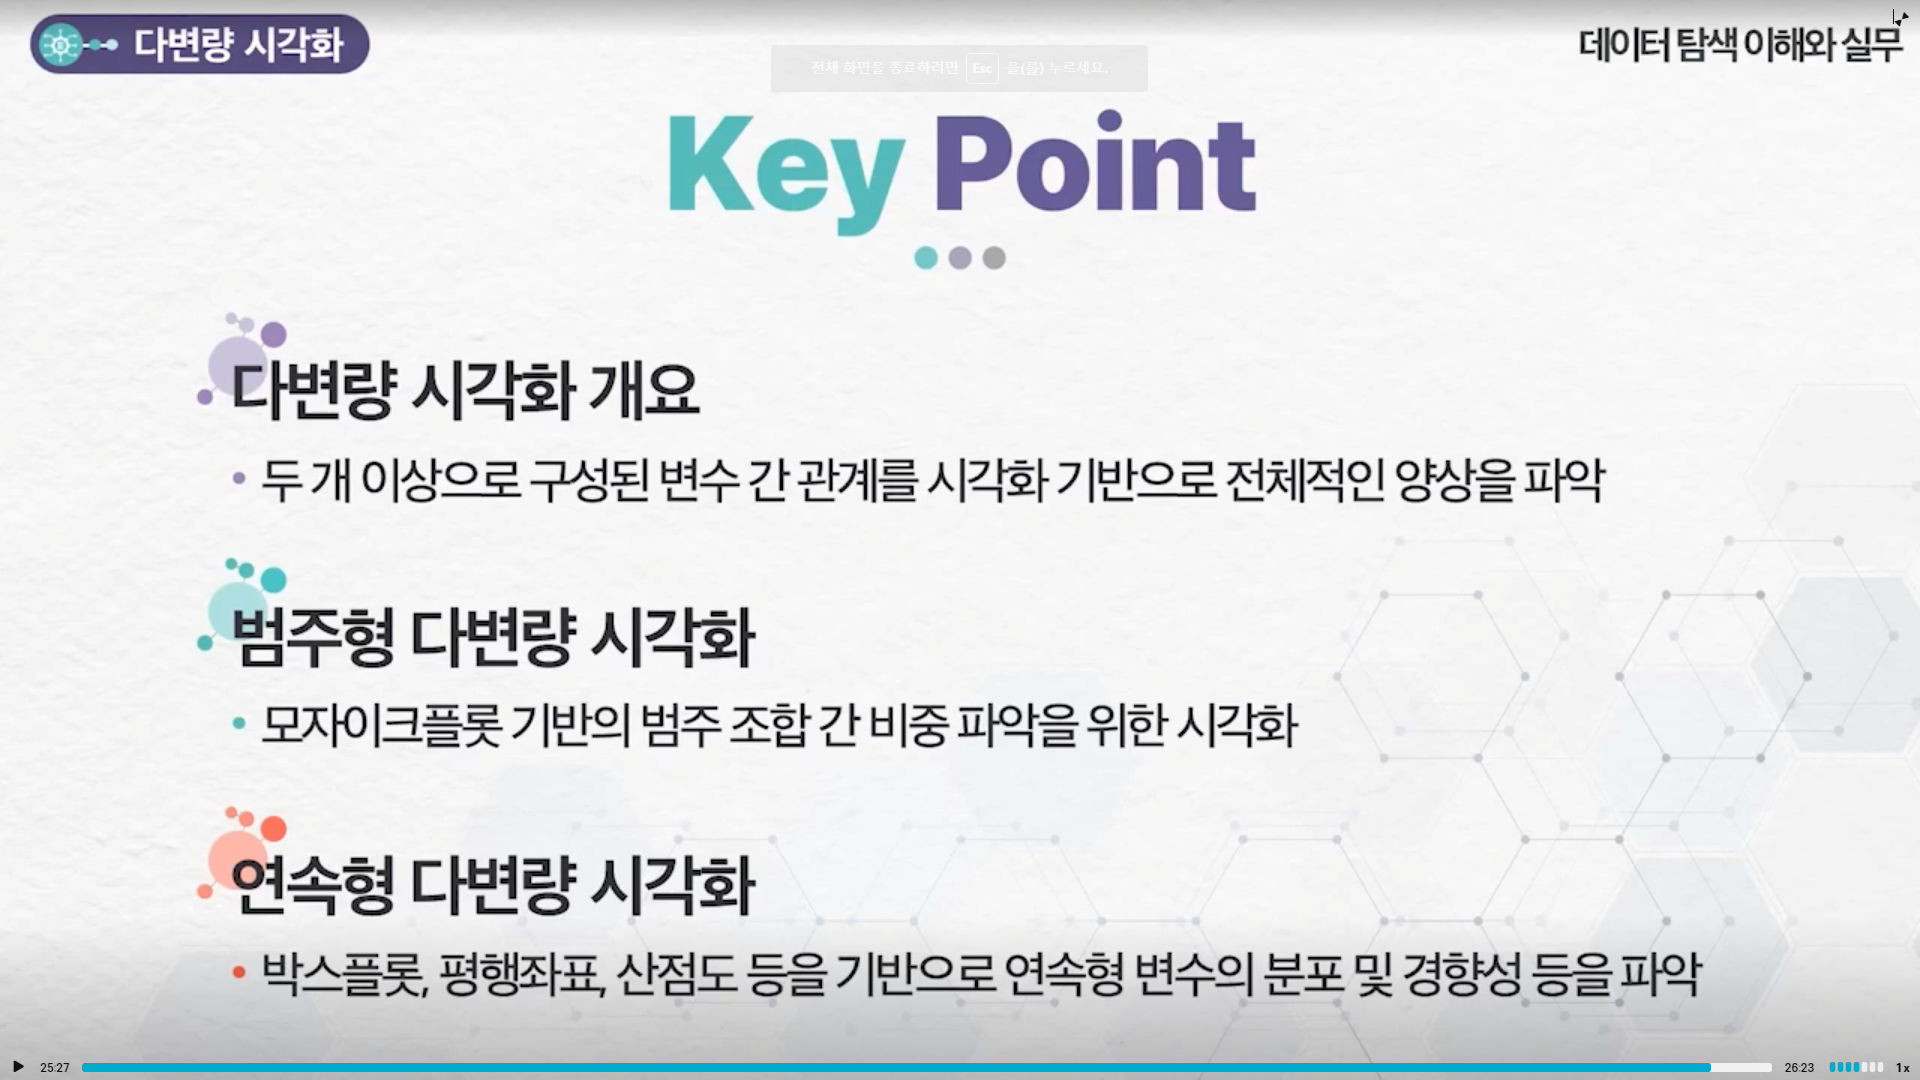 다변량 시각화
데이터 탐색 이해와 실무
전체 화면을 종료하려면 Esc 을(를) 누르세요.
Key Point
다변량 시각화 개요
• 두 개 이상으로 구성된 변수 간 관계를 시각화 기반으로 전체적인 양상을 파악
범주형 다변량 시각화
• 모자이크플롯 기반의 범주 조합 간 비중 파악을 위한 시각화
연속형 다변량 시각화
• 박스플롯, 평행좌표, 산점도 등을 기반으로 연속형 변수의 분포 및 경향성 등을 파악
25:27
26:23
1x